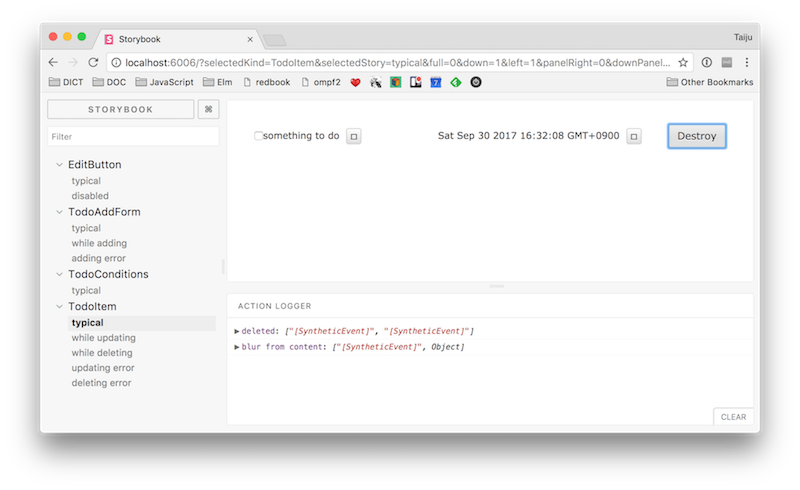 Storybook
Taiju
localhost:6006/?selectedKind=TodoItem&selectedStory=typical&full=0&down=1&left=1&panelRight=0&downPanel...
DICT DOC JavaScript Elm redbook ompf2 7 Other Bookmarks
STORYBOOK ⌘
Filter
EditButton
typical
disabled
TodoAddForm
typical
while adding
adding error
TodoConditions
typical
TodoItem
typical
while updating
while deleting
updating error
deleting error
something to do Sat Sep 30 2017 16:32:08 GMT+0900 Destroy
ACTION LOGGER
deleted: ["[SyntheticEvent]", "[SyntheticEvent]"]
blur from content: ["[SyntheticEvent]", Object]
CLEAR